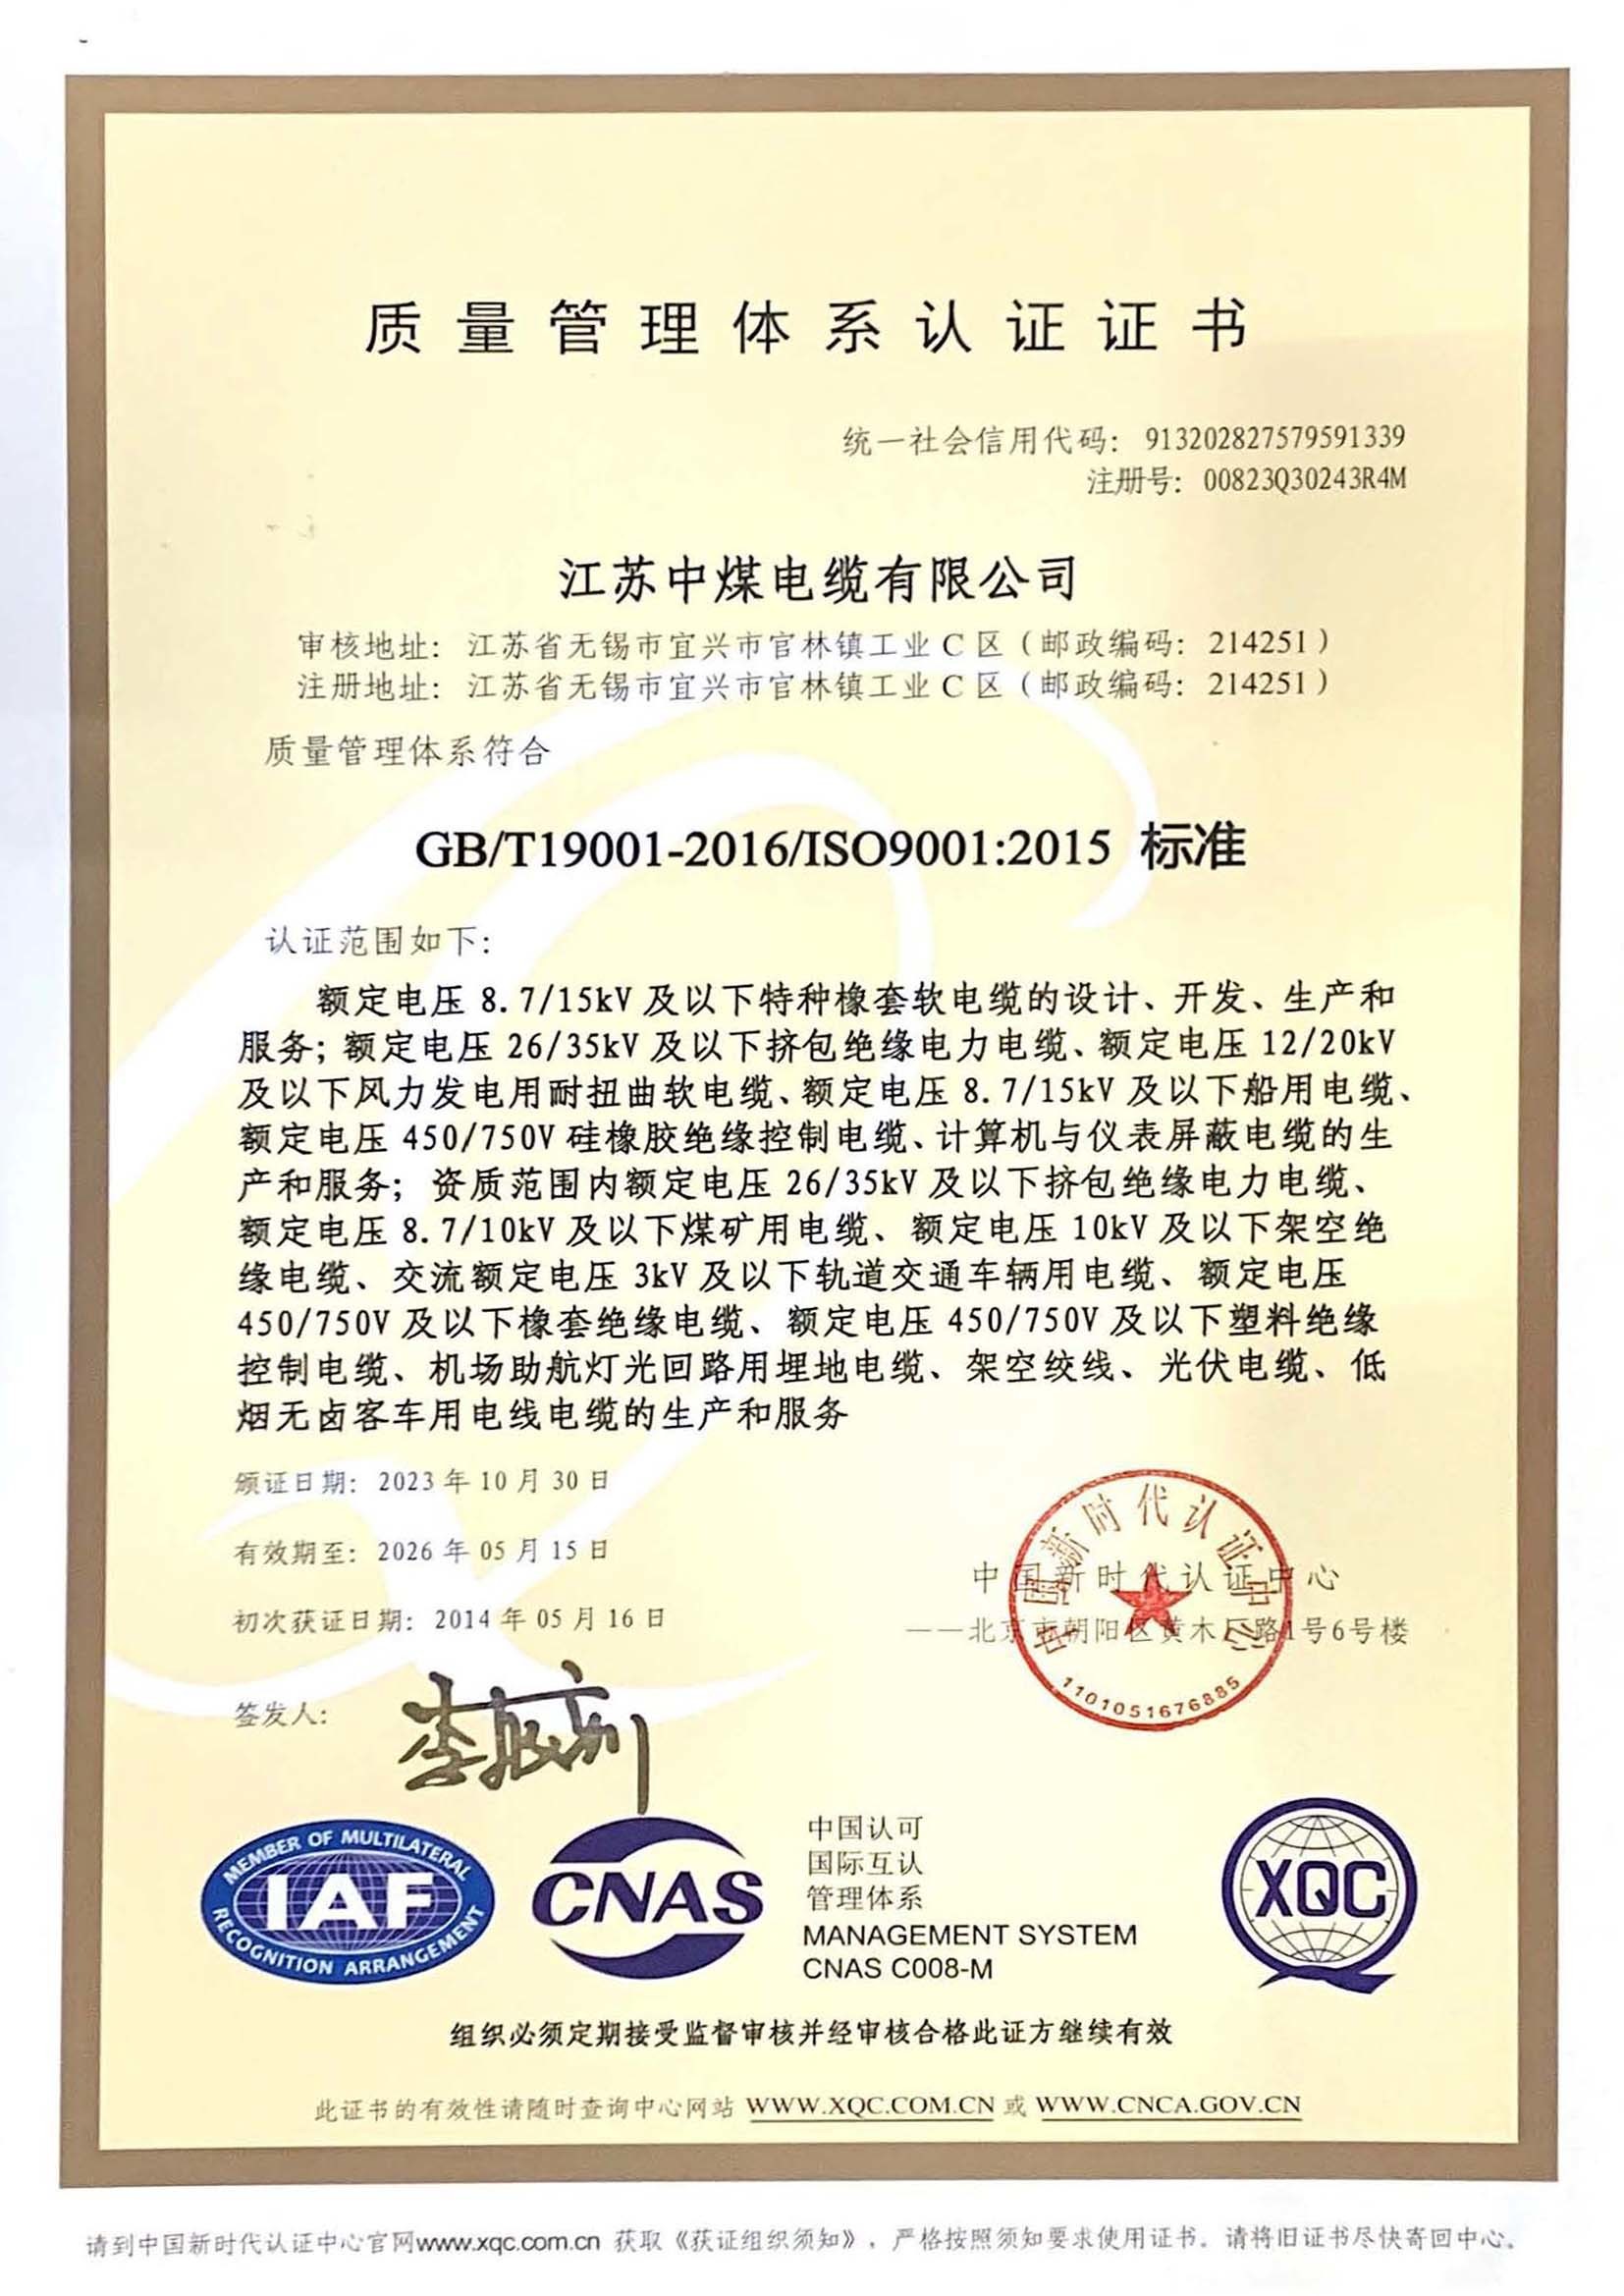 质量管理体系认证证书
统一社会信用代码：913202827579591339
注册号：00823Q30243R4M
江苏中煤电缆有限公司
审核地址：江苏省无锡市宜兴市官林镇工业C区（邮政编码：214251）
注册地址：江苏省无锡市宜兴市官林镇工业C区（邮政编码：214251）
质量管理体系符合
GB/T19001-2016/ISO9001:2015 标准
认证范围如下：
额定电压 8.7/15kV 及以下特种橡套软电缆的设计、开发、生产和
服务；额定电压 26/35kV 及以下挤包绝缘电力电缆、额定电压 12/20kV
及以下风力发电用耐扭曲软电缆、额定电压 8.7/15kV 及以下船用电缆、
额定电压 450/750V 硅橡胶绝缘控制电缆、计算机与仪表屏蔽电缆的生
产和服务；资质范围内额定电压 26/35kV 及以下挤包绝缘电力电缆、
额定电压 8.7/10kV 及以下煤矿用电缆、额定电压 10kV 及以下架空绝
缘电缆、交流额定电压 3kV 及以下轨道交通车辆用电缆、额定电压
450/750V 及以下橡套绝缘电缆、额定电压 450/750V 及以下塑料绝缘
控制电缆、机场助航灯光回路用埋地电缆、架空绞线、光伏电缆、低
烟无卤客车用电线电缆的生产和服务
颁证日期：2023 年 10 月 30 日
有效期至：2026 年 05 月 15 日
初次获证日期：2014 年 05 月 16 日
中国新时代认证中心
——北京市朝阳区黄木厂路1号6号楼
中国新时代认证中心
1101051676885
签发人：
MEMBER OF MULTILATERAL
IAF
RECOGNITION ARRANGEMENT
CNAS
中国认可
国际互认
管理体系
MANAGEMENT SYSTEM
CNAS C008-M
XQC
组织必须定期接受监督审核并经审核合格此证方继续有效
此证书的有效性请随时查询中心网站 WWW.XQC.COM.CN 或 WWW.CNCA.GOV.CN
请到中国新时代认证中心官网www.xqc.com.cn 获取《获证组织须知》，严格按照须知要求使用证书。请将旧证书尽快寄回中心。